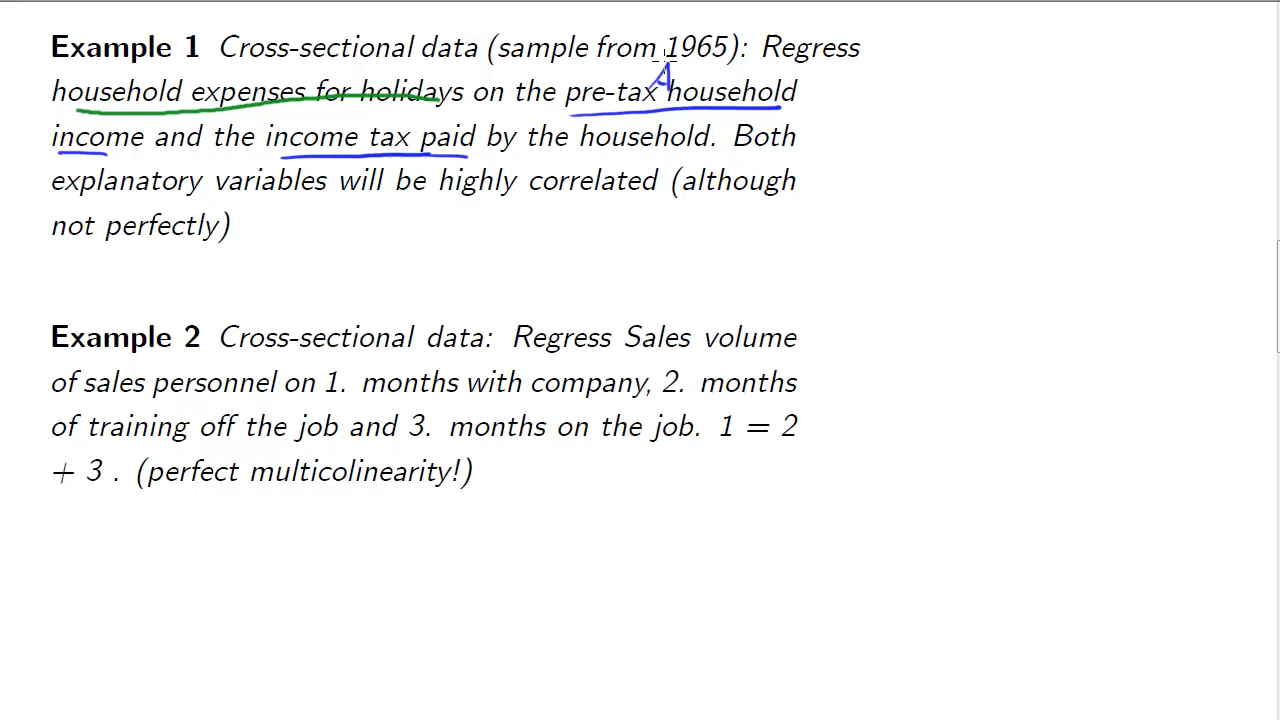 Example 1 Cross-sectional data (sample from 1965): Regress
A
household expenses for holidays on the pre-tax household
income and the income tax paid by the household. Both
explanatory variables will be highly correlated (although
not perfectly)
Example 2 Cross-sectional data: Regress Sales volume
of sales personnel on 1. months with company, 2. months
of training off the job and 3. months on the job. 1 = 2
+ 3 . (perfect multicolinearity!)